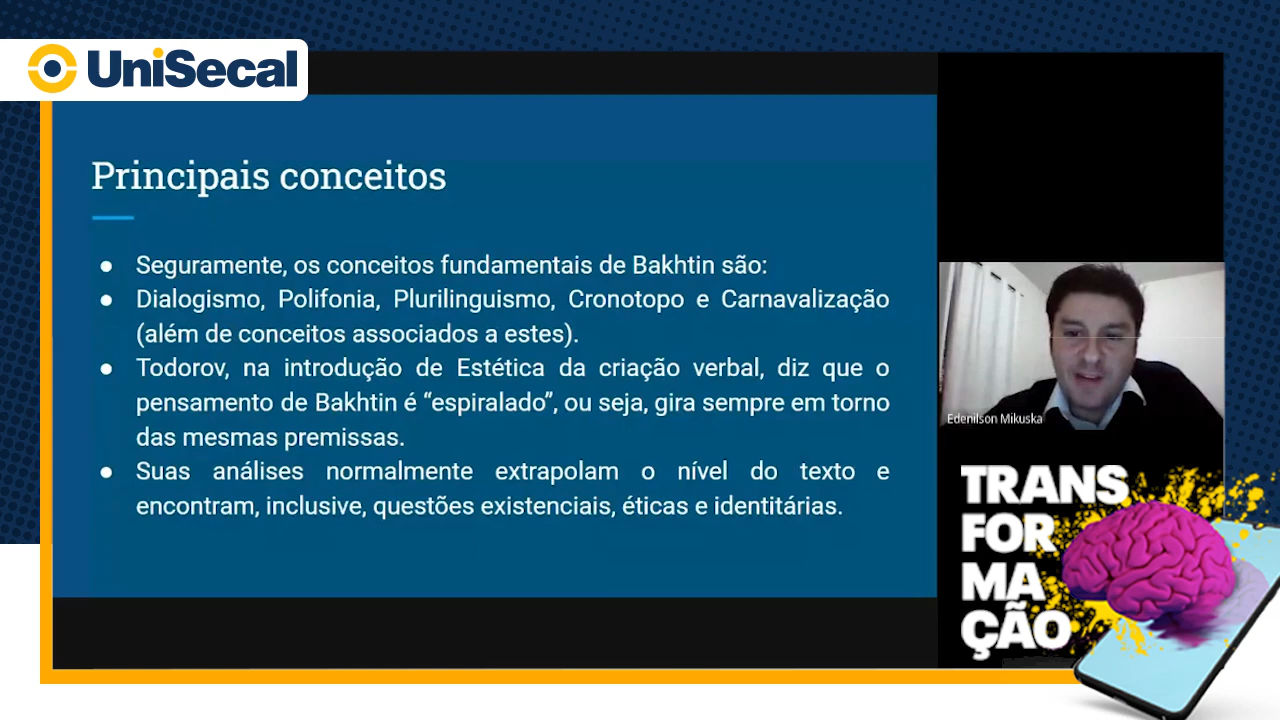 UniSecal
Principais conceitos
● Seguramente, os conceitos fundamentais de Bakhtin são:
● Dialogismo, Polifonia, Plurilinguismo, Cronotopo e Carnavalização
(além de conceitos associados a estes).
● Todorov, na introdução de Estética da criação verbal, diz que o
pensamento de Bakhtin é “espiralado”, ou seja, gira sempre em torno
das mesmas premissas.
● Suas análises normalmente extrapolam o nível do texto e
encontram, inclusive, questões existenciais, éticas e identitárias.
Edenilson Mikuska
TRANS
FOR
MA
ÇÃO